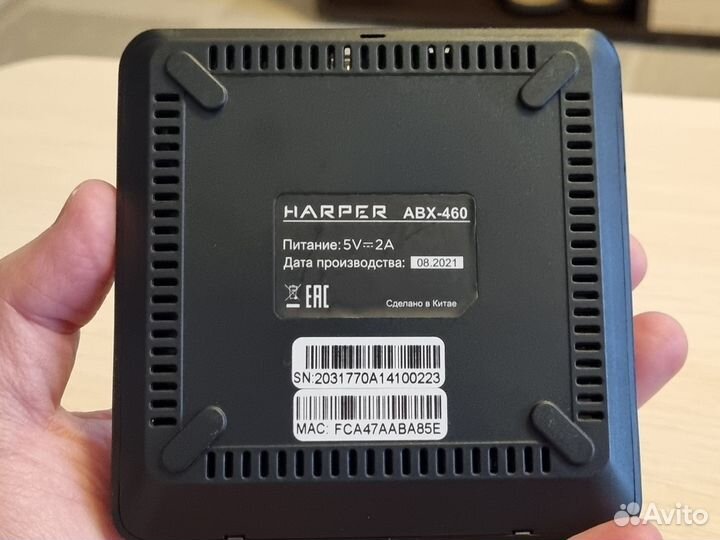 HARPER ABX-460
Питание: 5V⎓2A
Дата производства: 08.2021
EAC Сделано в Китае
SN:2031770A14100223
MAC: FCA47AABA85E
Avito